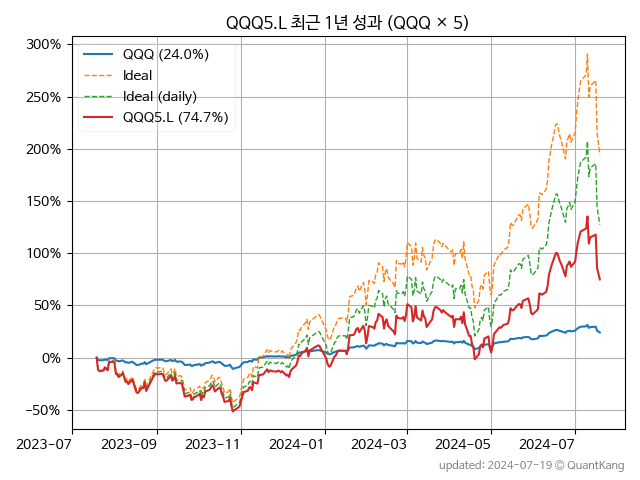 QQQ5.L 최근 1년 성과 (QQQ × 5)
300%
250%
200%
150%
100%
50%
0%
−50%
QQQ (24.0%)
Ideal
Ideal (daily)
QQQ5.L (74.7%)
2023-07 2023-09 2023-11 2024-01 2024-03 2024-05 2024-07
updated: 2024-07-19 © QuantKang